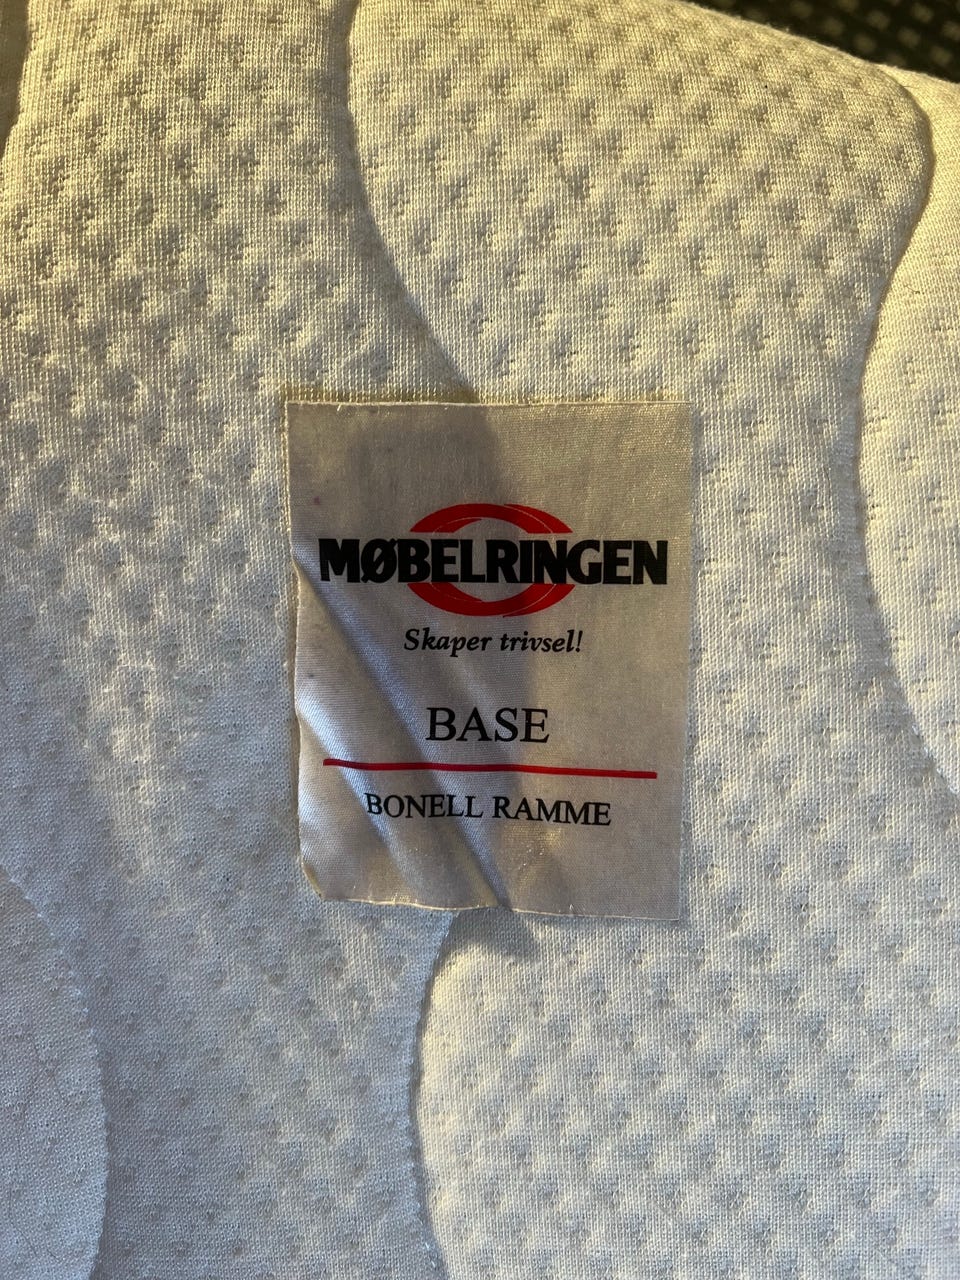 MØBELRINGEN
Skaper trivsel!
BASE
BONELL RAMME